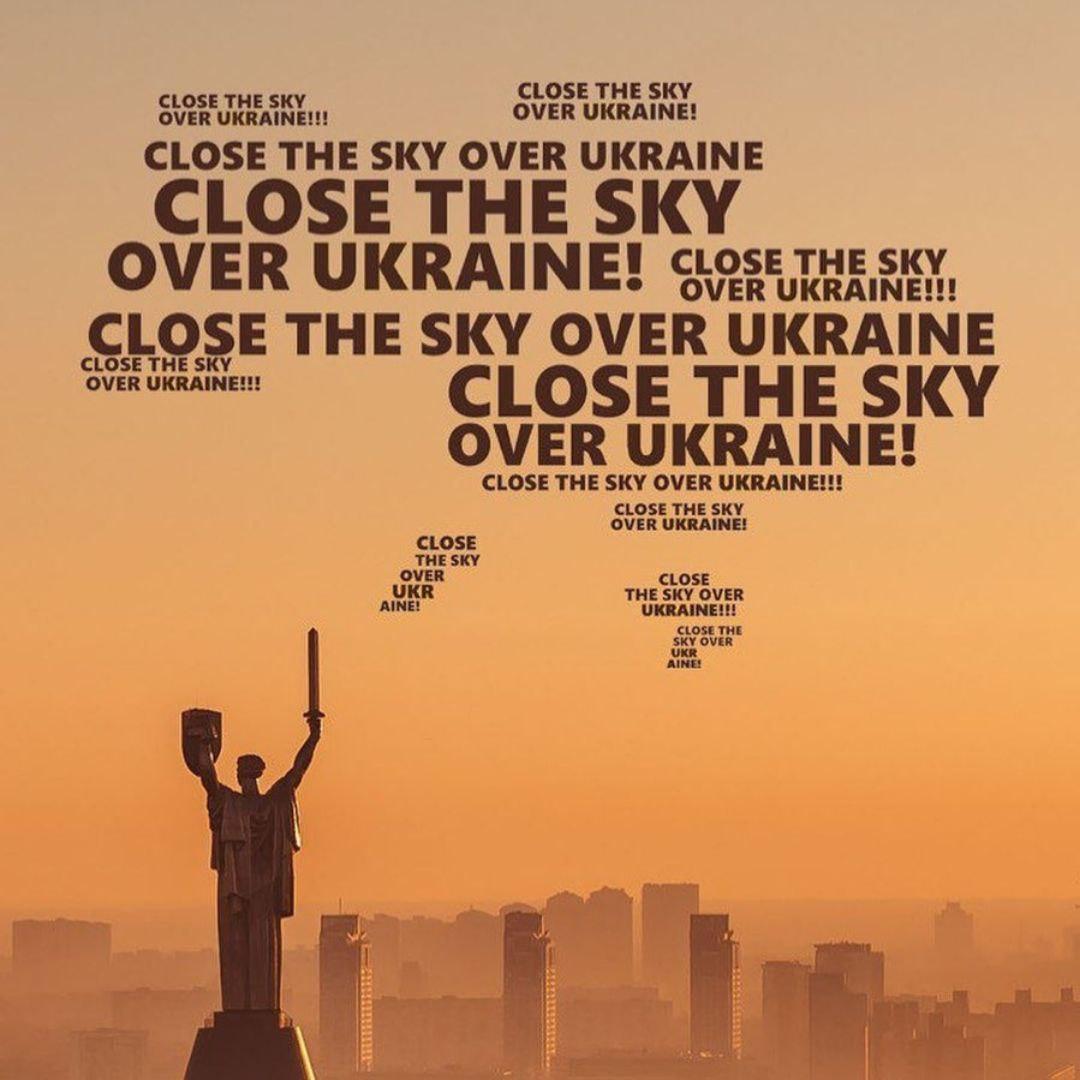 CLOSE THE SKY
OVER UKRAINE!!!
CLOSE THE SKY
OVER UKRAINE!
CLOSE THE SKY OVER UKRAINE
CLOSE THE SKY
OVER UKRAINE!
CLOSE THE SKY
OVER UKRAINE!!!
CLOSE THE SKY OVER UKRAINE
CLOSE THE SKY
OVER UKRAINE!!!
CLOSE THE SKY
OVER UKRAINE!
CLOSE THE SKY OVER UKRAINE!!!
CLOSE THE SKY
OVER UKRAINE!
CLOSE
THE SKY
OVER
UKR
AINE!
CLOSE
THE SKY OVER
UKRAINE!!!
CLOSE THE
SKY OVER
UKR
AINE!